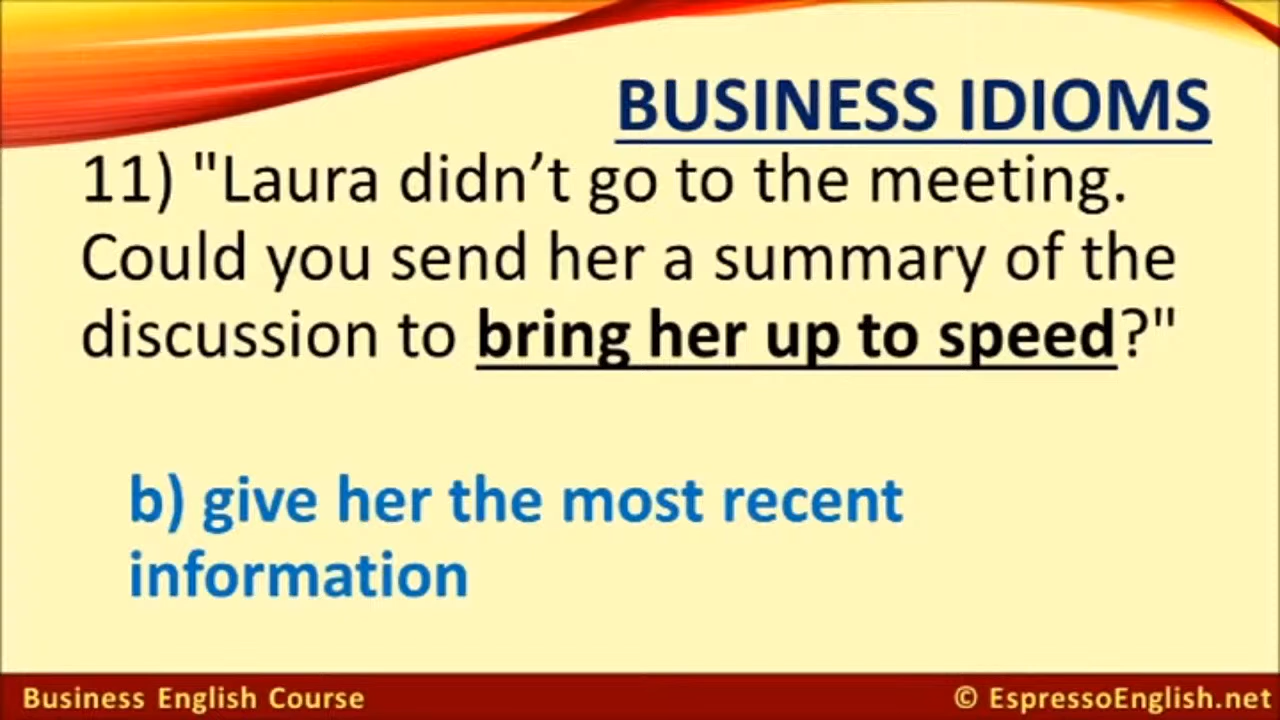 BUSINESS IDIOMS
11) "Laura didn’t go to the meeting.
Could you send her a summary of the
discussion to bring her up to speed?"
b) give her the most recent
information
Business English Course
© EspressoEnglish.net